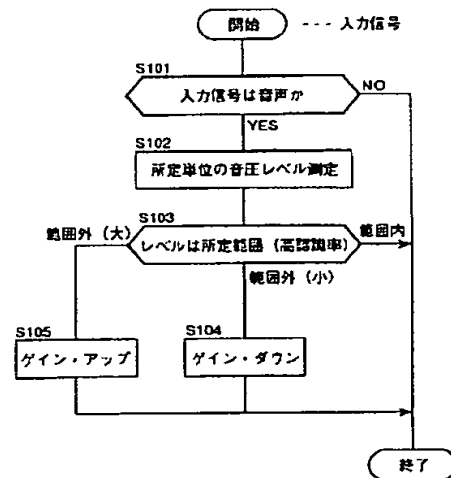 開始
--- 入力信号
S101
入力信号は音声か
NO
YES
S102
所定単位の音圧レベル測定
S103
範囲外（大）
レベルは所定範囲（高認識率）
範囲内
範囲外（小）
S105
S104
ゲイン・アップ
ゲイン・ダウン
終了